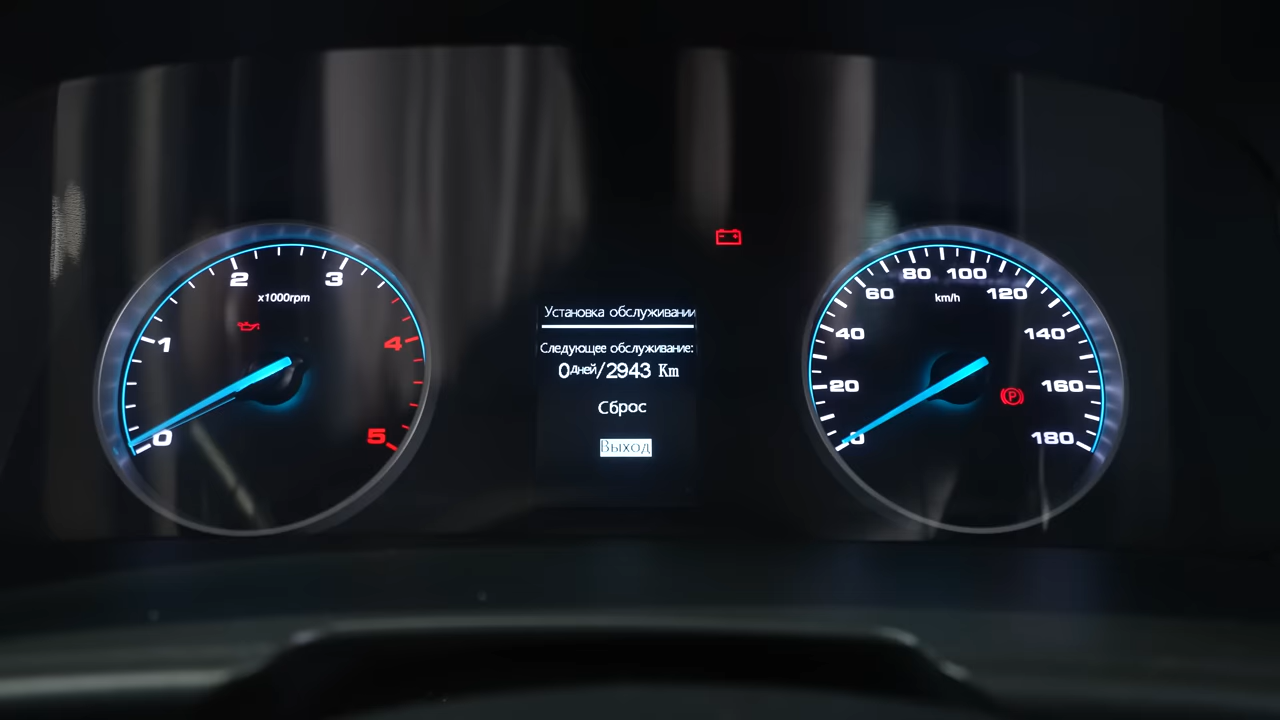 2
3
x1000rpm
1
4
0
5
Установка обслуживани
Следующее обслуживание:
0дней/2943 Km
Сброс
Выход
80
100
60
120
km/h
40
140
20
160
P
0
180